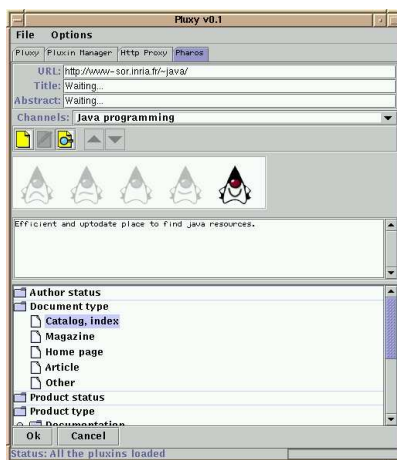 Pluxy v0.1
File Options
Pluxy Pluxin Manager Http Proxy Pharos
URL: http://www-sor.inria.fr/~java/
Title: Waiting...
Abstract: Waiting...
Channels: Java programming
Efficient and uptodate place to find java resources.
Author status
Document type
Catalog, index
Magazine
Home page
Article
Other
Product status
Product type
Documentation
Ok Cancel
Status: All the pluxins loaded